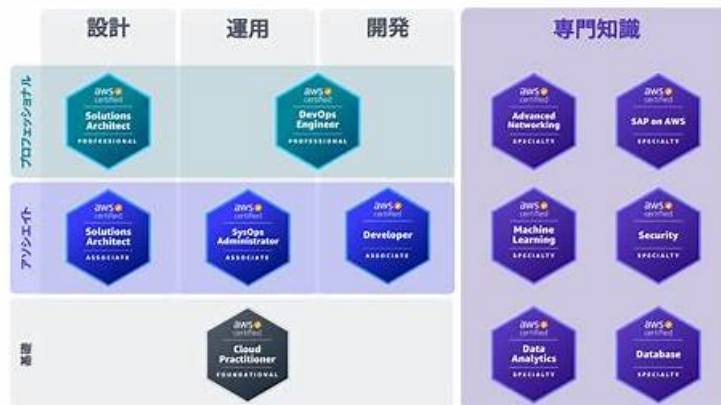 設計
運用
開発
専門知識
プロフェッショナル
aws
certified
Solutions
Architect
PROFESSIONAL
aws
certified
DevOps
Engineer
PROFESSIONAL
aws
certified
Advanced
Networking
SPECIALTY
aws
certified
SAP on AWS
SPECIALTY
アソシエイト
aws
certified
Solutions
Architect
ASSOCIATE
aws
certified
SysOps
Administrator
ASSOCIATE
aws
certified
Developer
ASSOCIATE
aws
certified
Machine
Learning
SPECIALTY
aws
certified
Security
SPECIALTY
基礎
aws
certified
Cloud
Practitioner
FOUNDATIONAL
aws
certified
Data
Analytics
SPECIALTY
aws
certified
Database
SPECIALTY